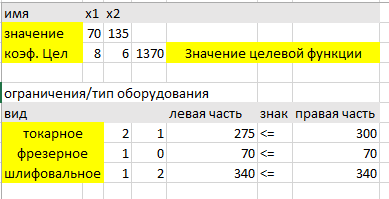 имя x1 x2
значение 70 135
коэф. Цел 8 6 1370 Значение целевой функции
ограничения/тип оборудования
вид левая часть знак правая часть
токарное 2 1 275 <= 300
фрезерное 1 0 70 <= 70
шлифовальное 1 2 340 <= 340